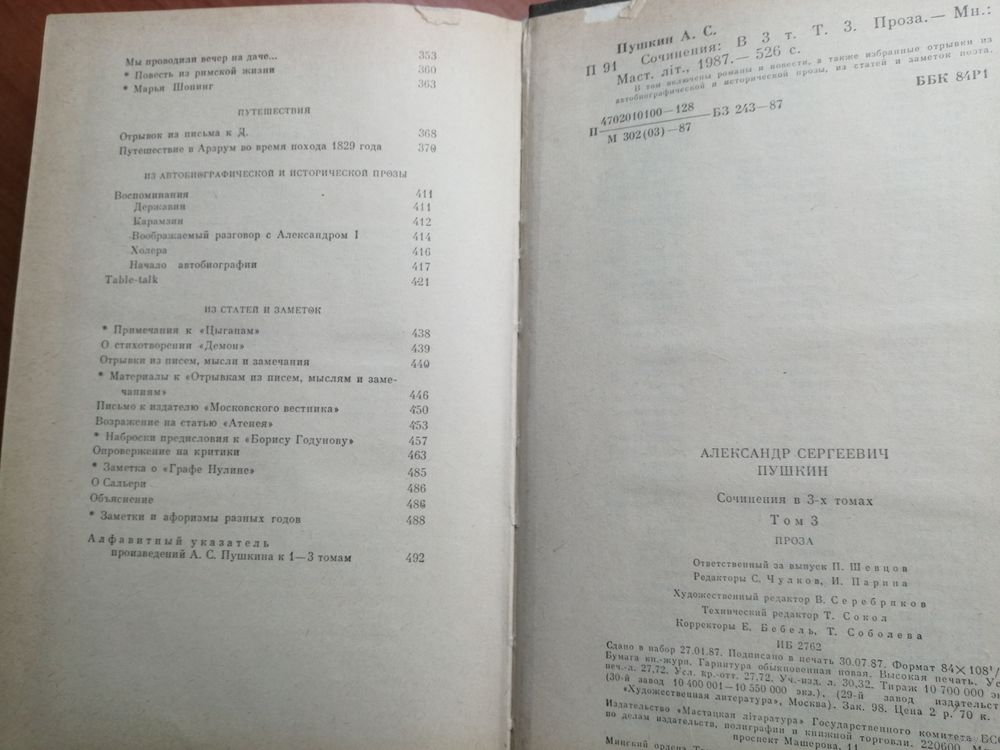 Мы проводили вечер на даче... 353
* Повесть из римской жизни 360
* Марья Шонинг 363
ПУТЕШЕСТВИЯ
Отрывок из письма к Д. 368
Путешествие в Арзрум во время похода 1829 года 370
ИЗ АВТОБИОГРАФИЧЕСКОЙ И ИСТОРИЧЕСКОЙ ПРОЗЫ
Воспоминания 411
Державин 411
Карамзин 412
Воображаемый разговор с Александром I 414
Холера 416
Начало автобиографии 417
Table-talk 421
ИЗ СТАТЕЙ И ЗАМЕТОК
* Примечания к «Цыганам» 438
О стихотворении «Демон» 439
Отрывки из писем, мысли и замечания 440
* Материалы к «Отрывкам из писем, мыслям и заме-
чаниям» 446
Письмо к издателю «Московского вестника» 450
Возражение на статью «Атенея» 453
* Наброски предисловия к «Борису Годунову» 457
Опровержение на критики 463
* Заметка о «Графе Нулине» 485
О Сальери 486
Объяснение 486
* Заметки и афоризмы разных годов 488
Алфавитный указатель
произведений А. С. Пушкина к 1—3 томам 492
Пушкин А. С.
П 91 Сочинения: В 3 т. Т. 3. Проза.— Мн.:
Маст. літ., 1987.— 526 с.
В том включены романы и повести, а также избранные отрывки из
автобиографической и исторической прозы, из статей и заметок поэта.
П 4702010100—128 БЗ 243—87
М 302(03)—87
ББК 84Р1
АЛЕКСАНДР СЕРГЕЕВИЧ
ПУШКИН
Сочинения в 3-х томах
Том 3
ПРОЗА
Ответственный за выпуск П. Шевцов
Редакторы С. Чулков, И. Парина
Художественный редактор В. Серебряков
Технический редактор Т. Сокол
Корректоры Е. Бебель, Т. Соболева
ИБ 2762
Сдано в набор 27.01.87. Подписано в печать 30.07.87. Формат 84×108¹/
Бумага кн.-журн. Гарнитура обыкновенная новая. Высокая печать. Ус
печ.-л. 27,72. Усл. кр.-отт. 27,72. Уч.-изд. л. 30,32. Тираж 10 700 000 эк
(30-й завод 10 400 001—10 550 000 экз.). (29-й завод издательст
«Художественная литература», Москва). Зак. 98. Цена 2 р. 70 к.
Издательство «Мастацкая літаратура» Государственного комитета БСС
по делам издательств, полиграфии и книжной торговли. 220600, М
проспект Машерова, 11
Минский ордена